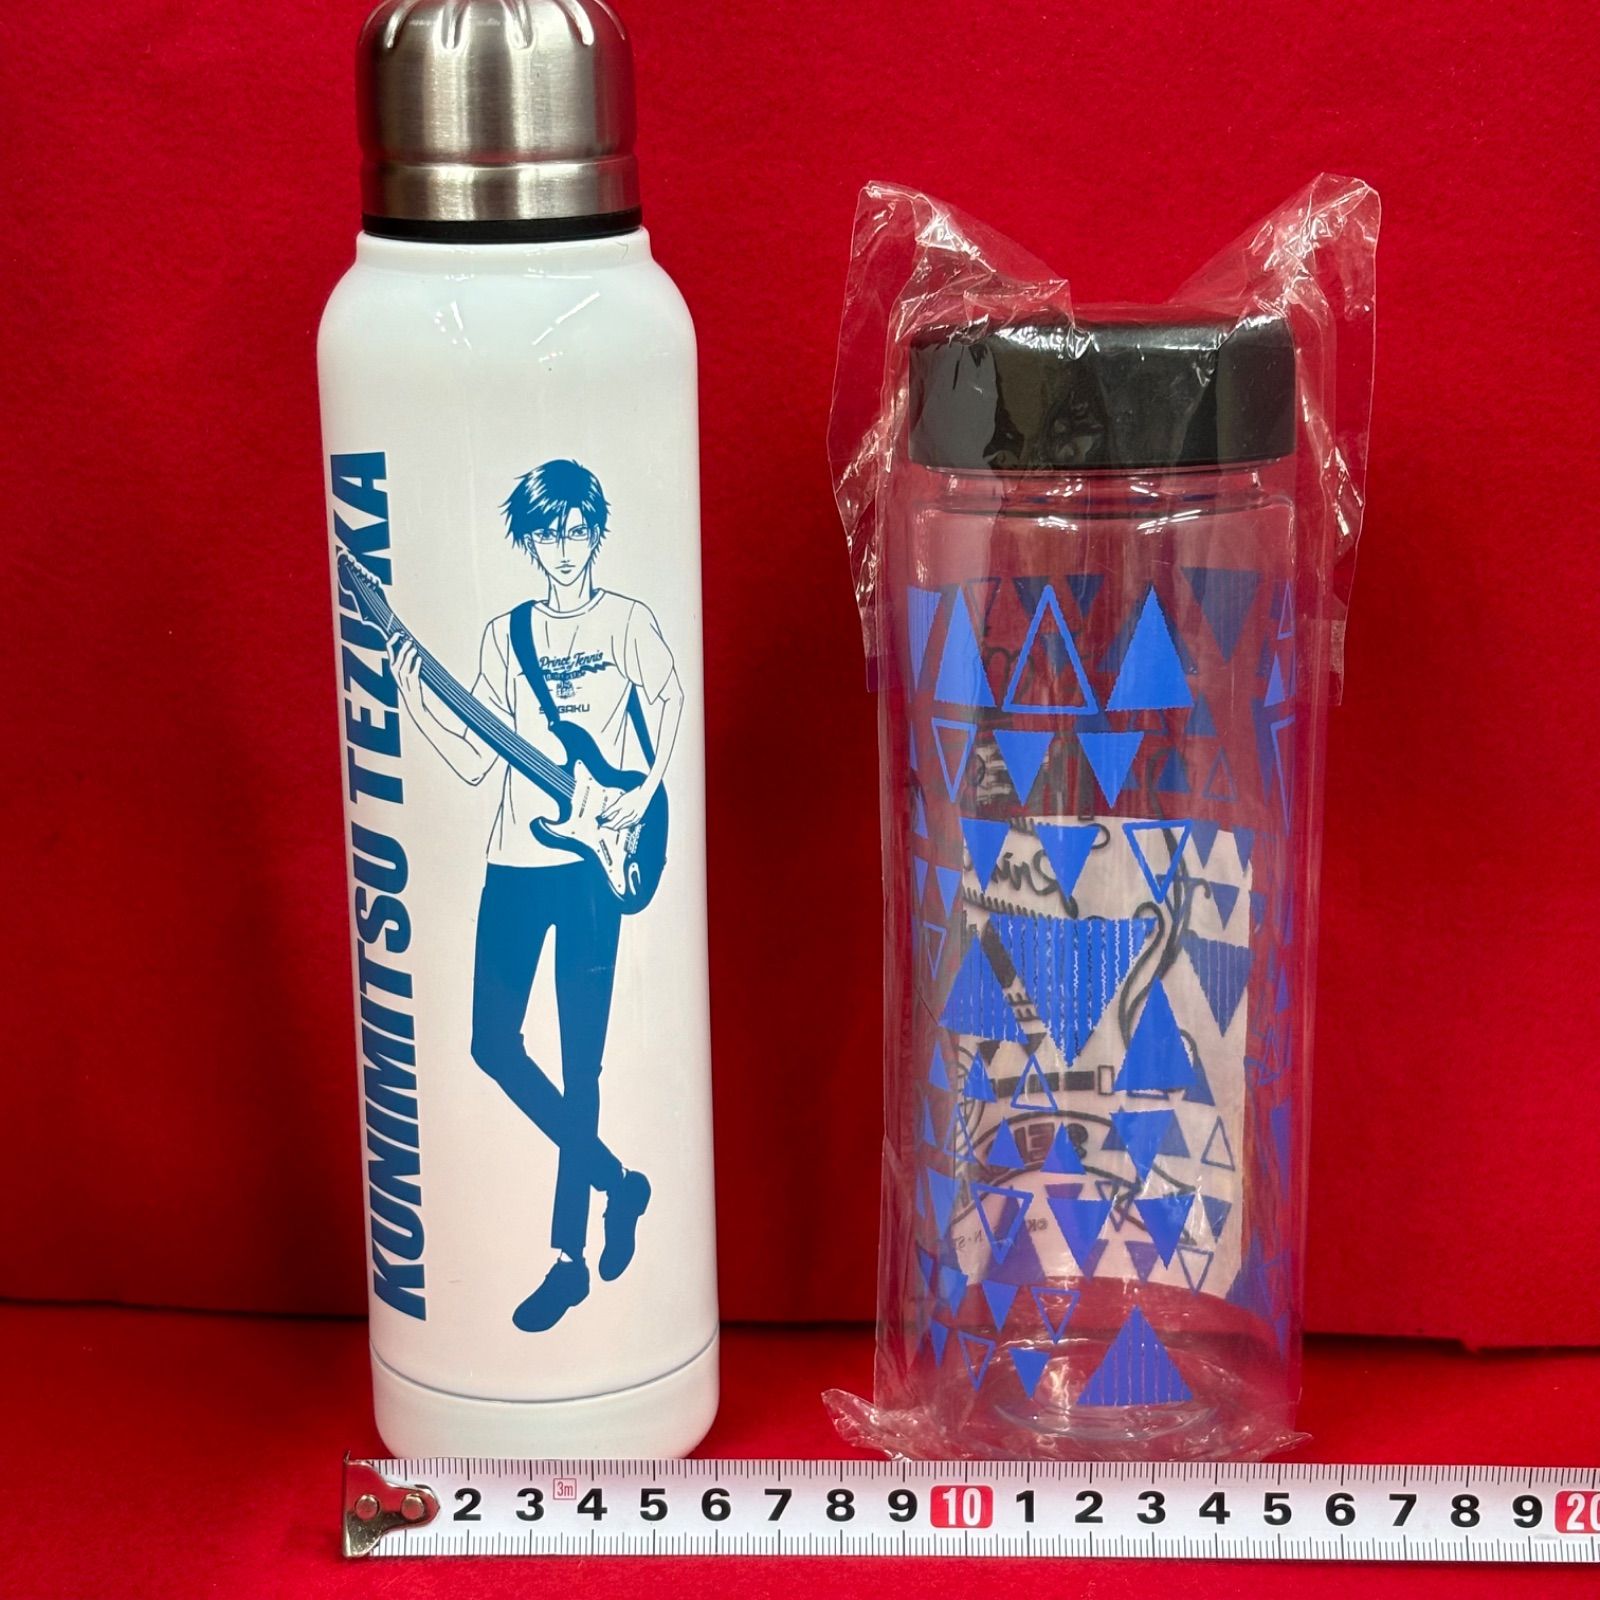 KUNIMITSU TEZUKA
Prince Tennis
SEIGAKU
3m
2 3 4 5 6 7 8 9 10 1 2 3 4 5 6 7 8 9 20